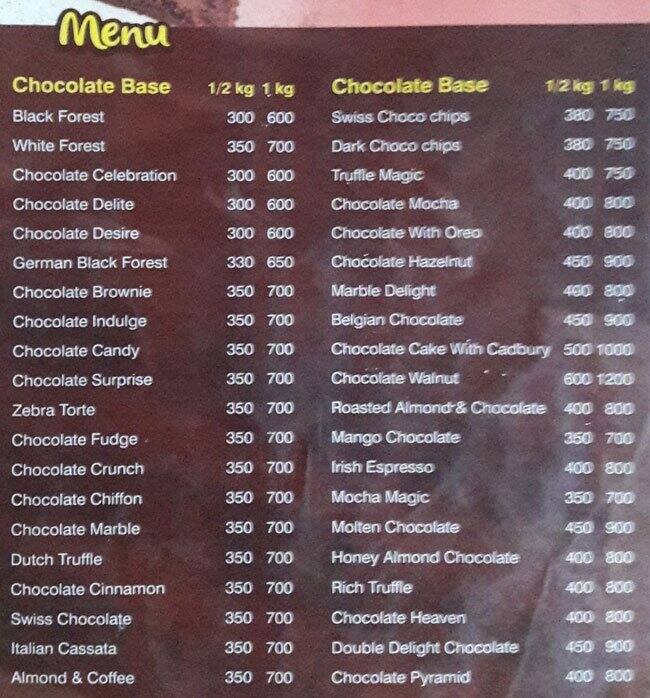 Menu
Chocolate Base 1/2 kg 1 kg
Black Forest 300 600
White Forest 350 700
Chocolate Celebration 300 600
Chocolate Delite 300 600
Chocolate Desire 300 600
German Black Forest 330 650
Chocolate Brownie 350 700
Chocolate Indulge 350 700
Chocolate Candy 350 700
Chocolate Surprise 350 700
Zebra Torte 350 700
Chocolate Fudge 350 700
Chocolate Crunch 350 700
Chocolate Chiffon 350 700
Chocolate Marble 350 700
Dutch Truffle 350 700
Chocolate Cinnamon 350 700
Swiss Chocolate 350 700
Italian Cassata 350 700
Almond & Coffee 350 700
Chocolate Base 1/2 kg 1 kg
Swiss Choco chips 380 750
Dark Choco chips 380 750
Truffle Magic 400 750
Chocolate Mocha 400 800
Chocolate With Oreo 400 800
Chocolate Hazelnut 450 900
Marble Delight 400 800
Belgian Chocolate 450 900
Chocolate Cake With Cadbury 500 1000
Chocolate Walnut 600 1200
Roasted Almond & Chocolate 400 800
Mango Chocolate 350 700
Irish Espresso 400 800
Mocha Magic 350 700
Molten Chocolate 450 900
Honey Almond Chocolate 400 800
Rich Truffle 400 800
Chocolate Heaven 400 800
Double Delight Chocolate 450 900
Chocolate Pyramid 400 800